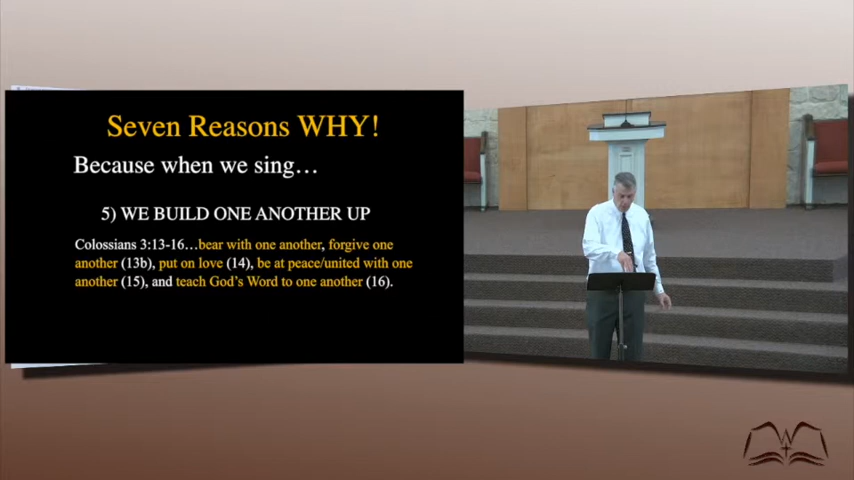 Seven Reasons WHY!
Because when we sing…
5) WE BUILD ONE ANOTHER UP
Colossians 3:13-16…bear with one another, forgive one
another (13b), put on love (14), be at peace/united with one
another (15), and teach God's Word to one another (16).